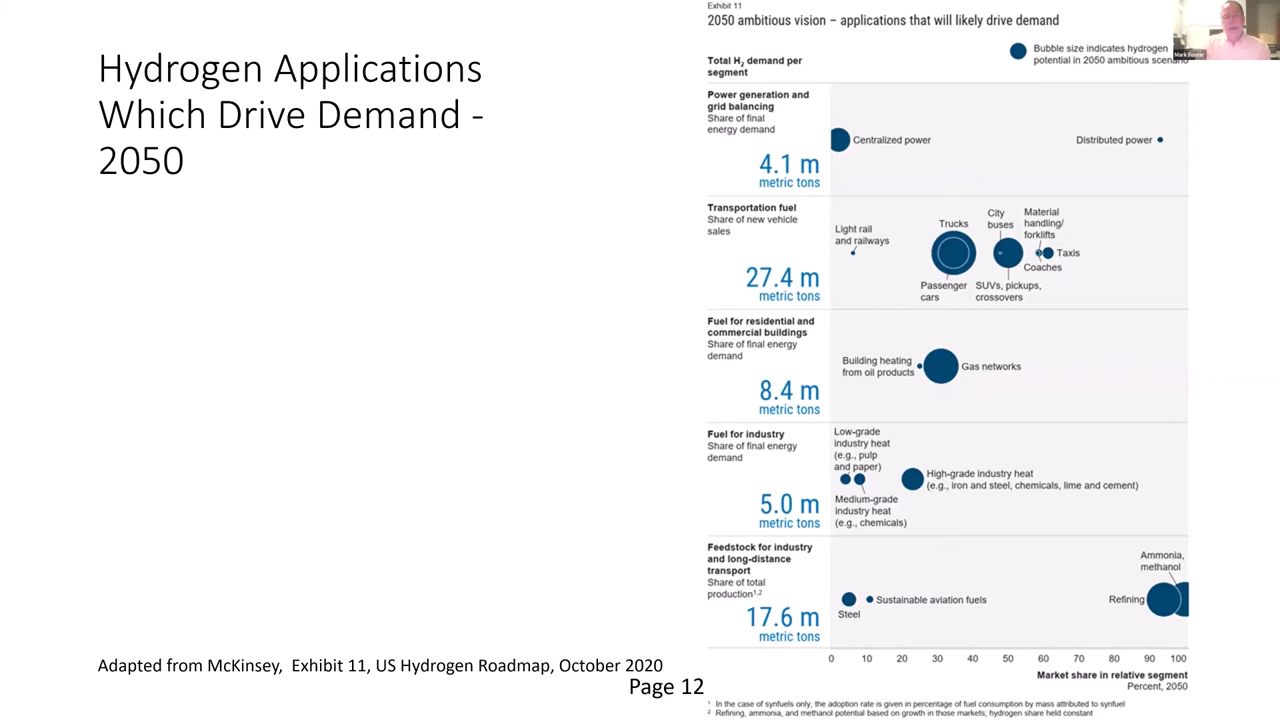 Hydrogen Applications
Which Drive Demand -
2050
Exhibit 11
2050 ambitious vision – applications that will likely drive demand
Bubble size indicates hydrogen
potential in 2050 ambitious scenario
Mark Foster
Total H₂ demand per
segment
Power generation and
grid balancing
Share of final
energy demand
4.1 m
metric tons
Centralized power
Distributed power
Transportation fuel
Share of new vehicle
sales
27.4 m
metric tons
Light rail
and railways
Trucks
City
buses
Material
handling/
forklifts
Taxis
Coaches
Passenger
cars
SUVs, pickups,
crossovers
Fuel for residential and
commercial buildings
Share of final energy
demand
8.4 m
metric tons
Building heating
from oil products
Gas networks
Fuel for industry
Share of final energy
demand
5.0 m
metric tons
Low-grade
industry heat
(e.g., pulp
and paper)
Medium-grade
industry heat
(e.g., chemicals)
High-grade industry heat
(e.g., iron and steel, chemicals, lime and cement)
Feedstock for industry
and long-distance
transport
Share of total
production¹,²
17.6 m
metric tons
Steel
Sustainable aviation fuels
Refining
Ammonia,
methanol
0 10 20 30 40 50 60 70 80 90 100
Market share in relative segment
Percent, 2050
¹ In the case of synfuels only, the adoption rate is given in percentage of fuel consumption by mass attributed to synfuel
² Refining, ammonia, and methanol potential based on growth in those markets; hydrogen share held constant
Adapted from McKinsey, Exhibit 11, US Hydrogen Roadmap, October 2020
Page 12